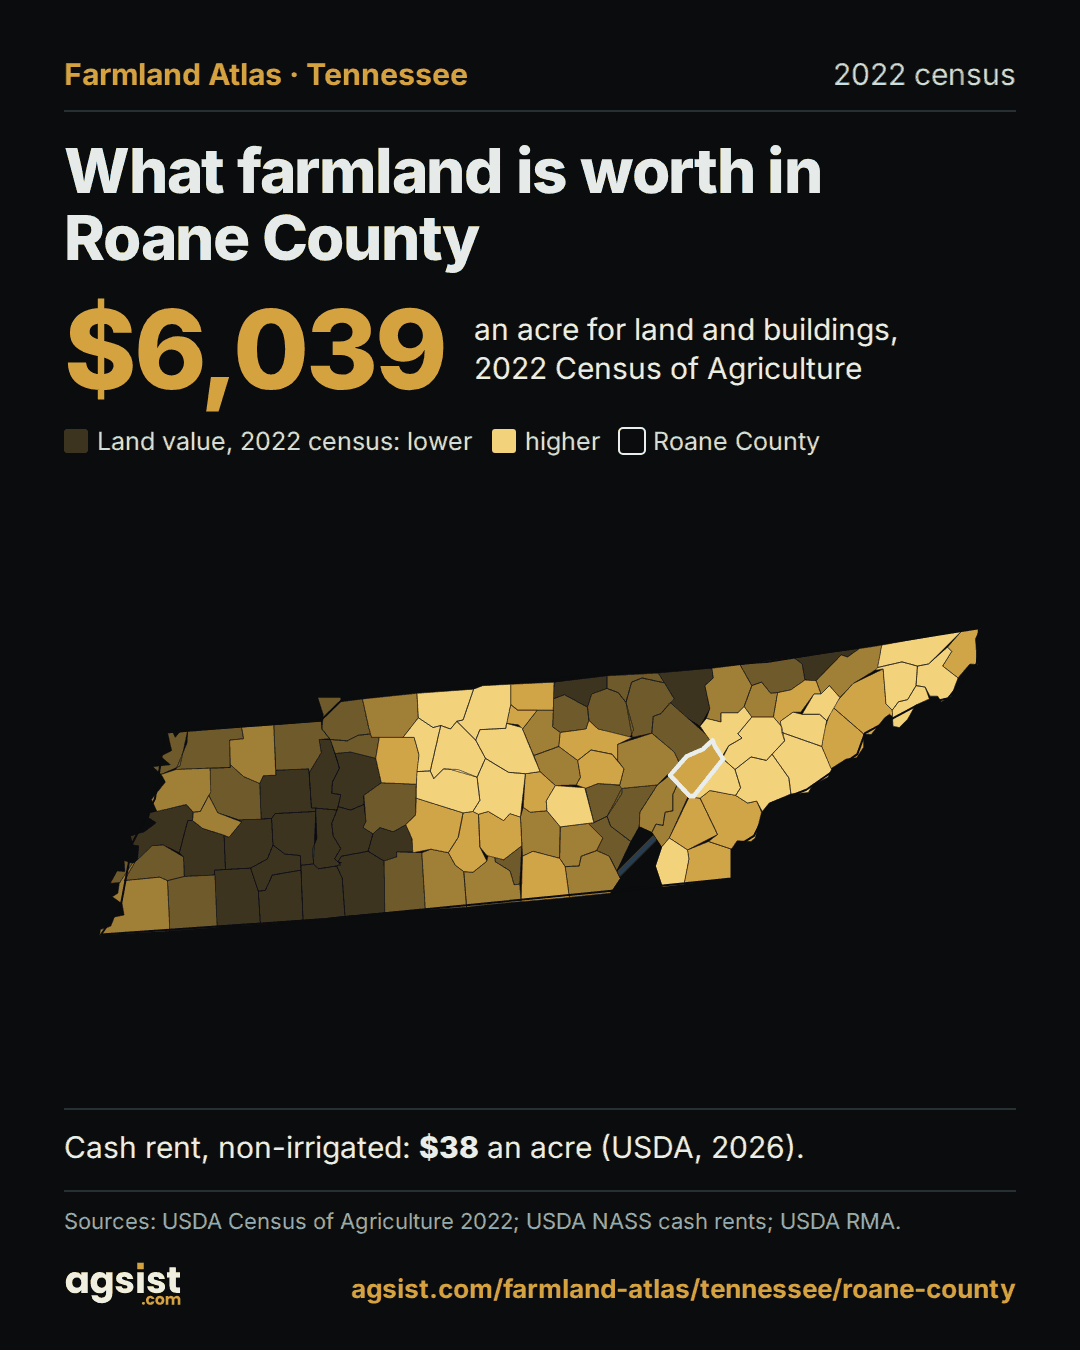 Farmland Atlas · Tennessee
2022 census
What farmland is worth in
Roane County
$6,039
an acre for land and buildings,
2022 Census of Agriculture
Land value, 2022 census: lower
higher
Roane County
Cash rent, non-irrigated: $38 an acre (USDA, 2026).
Sources: USDA Census of Agriculture 2022; USDA NASS cash rents; USDA RMA.
agsist
.com
agsist.com/farmland-atlas/tennessee/roane-county